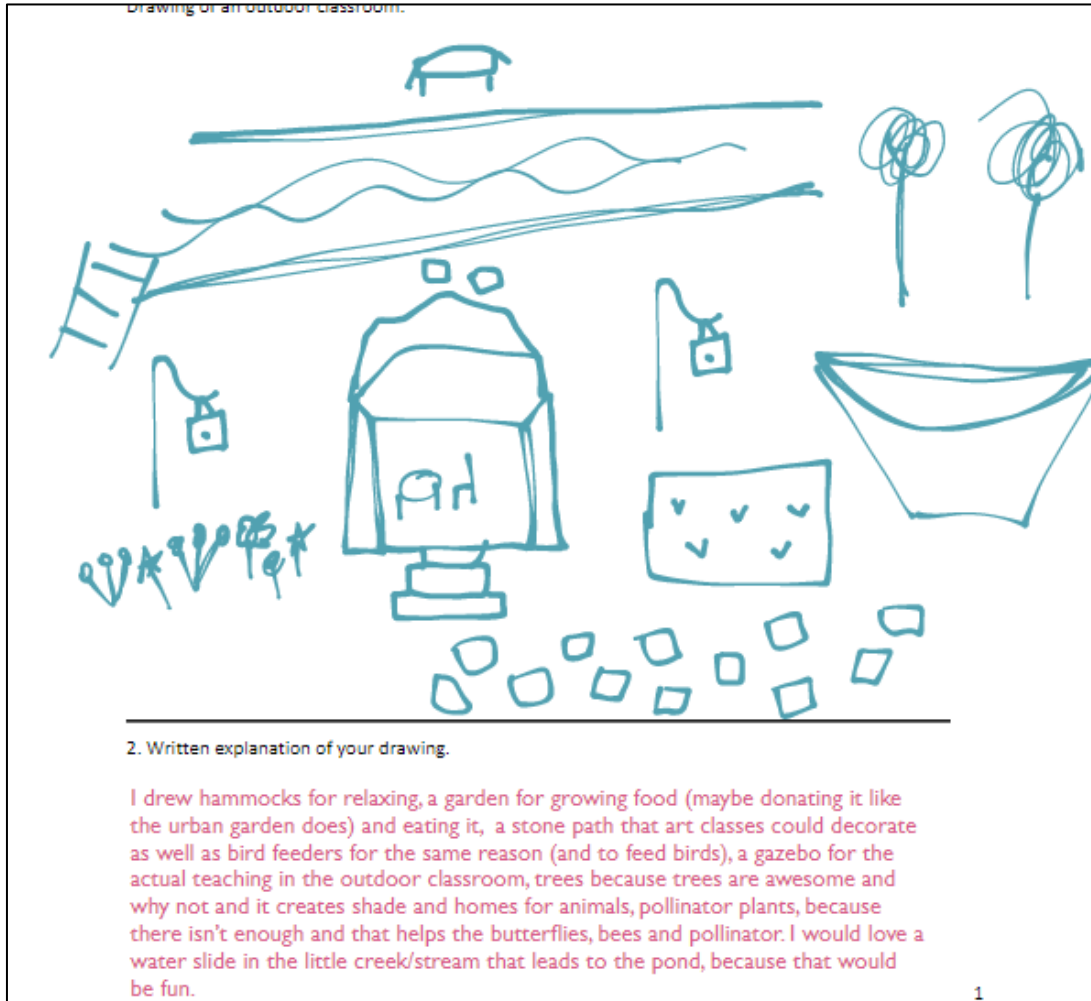 Drawing of an outdoor classroom.
2. Written explanation of your drawing.
I drew hammocks for relaxing, a garden for growing food (maybe donating it like
the urban garden does) and eating it,  a stone path that art classes could decorate
as well as bird feeders for the same reason (and to feed birds), a gazebo for the
actual teaching in the outdoor classroom, trees because trees are awesome and
why not and it creates shade and homes for animals, pollinator plants, because
there isn't enough and that helps the butterflies, bees and pollinator. I would love a
water slide in the little creek/stream that leads to the pond, because that would
be fun.
1